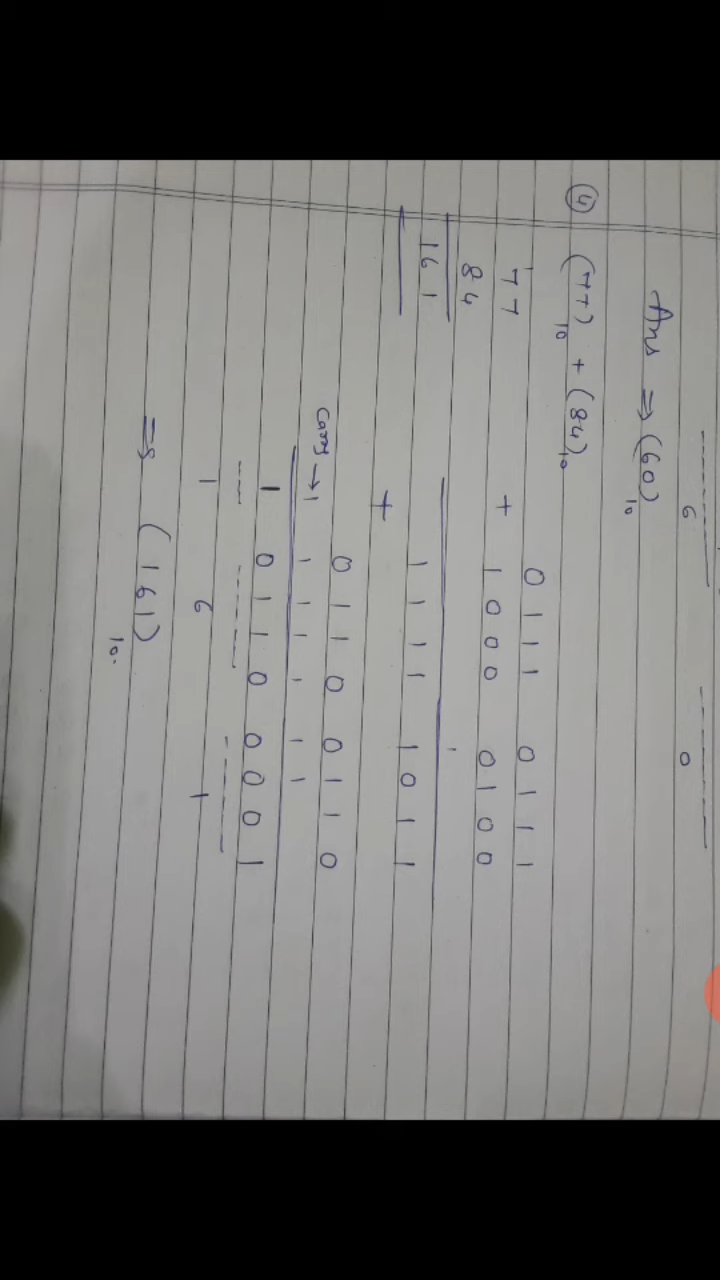 6 0
Ans ⇒ (60)10
④ (77)10 + (84)10
77 0111 0111
84 + 1000 0100
161 1111 1011
+ 0110 0110
Carry → 1 1 1 1 1 1
1 0110 0001
1 6 1
⇒ (161)10.